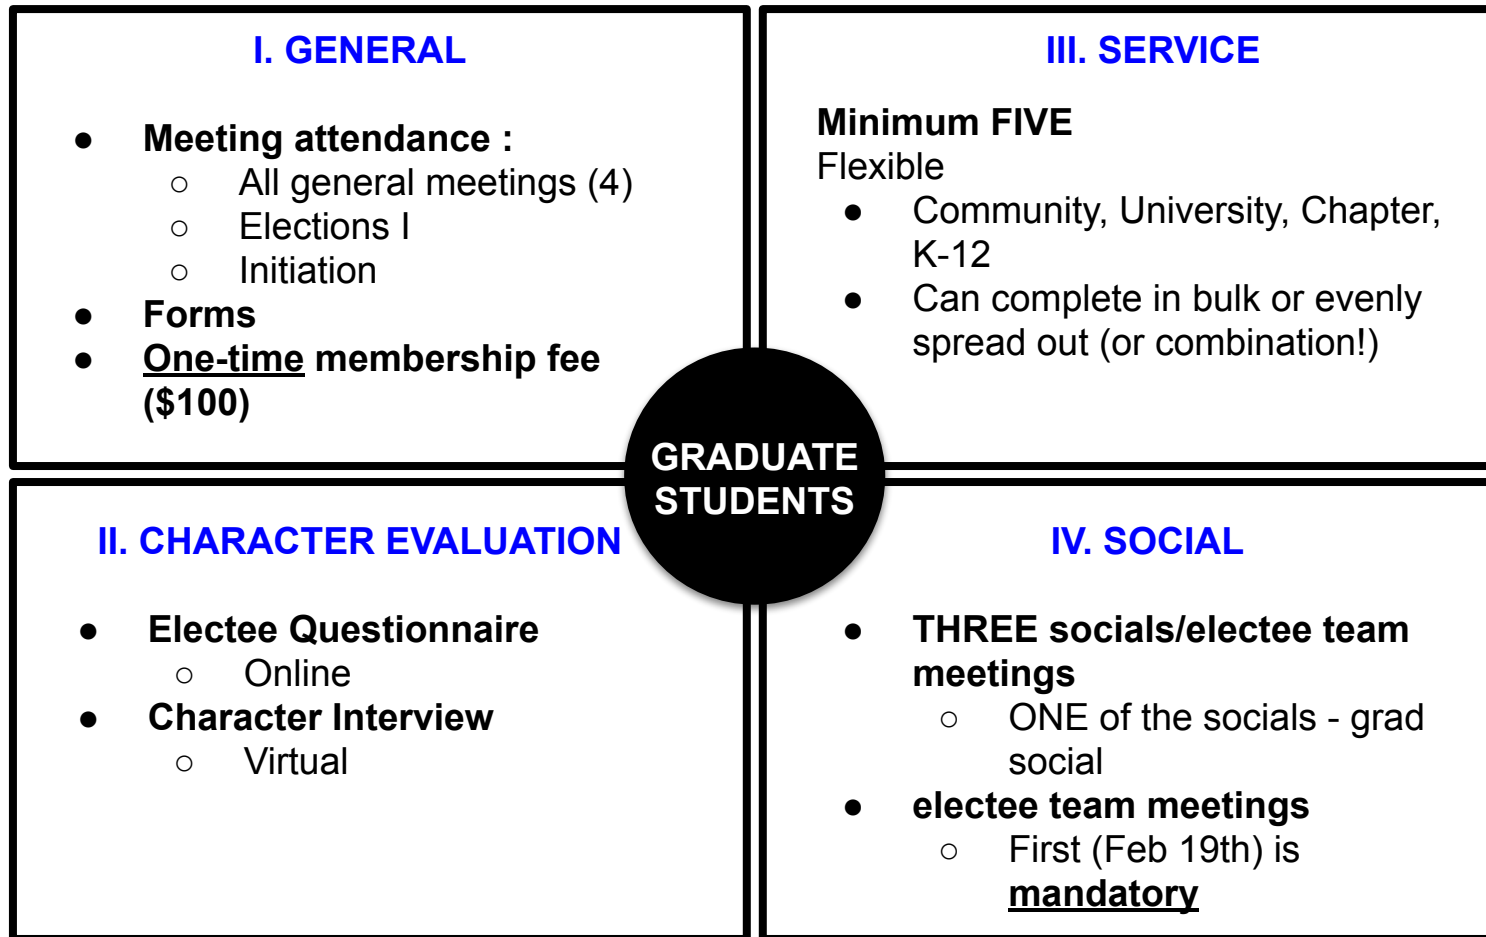 I. GENERAL
● Meeting attendance :
○ All general meetings (4)
○ Elections I
○ Initiation
● Forms
● One-time membership fee
($100)
II. CHARACTER EVALUATION
● Electee Questionnaire
○ Online
● Character Interview
○ Virtual
III. SERVICE
Minimum FIVE
Flexible
● Community, University, Chapter,
K-12
● Can complete in bulk or evenly
spread out (or combination!)
IV. SOCIAL
● THREE socials/electee team
meetings
○ ONE of the socials - grad
social
● electee team meetings
○ First (Feb 19th) is
mandatory
GRADUATE
STUDENTS